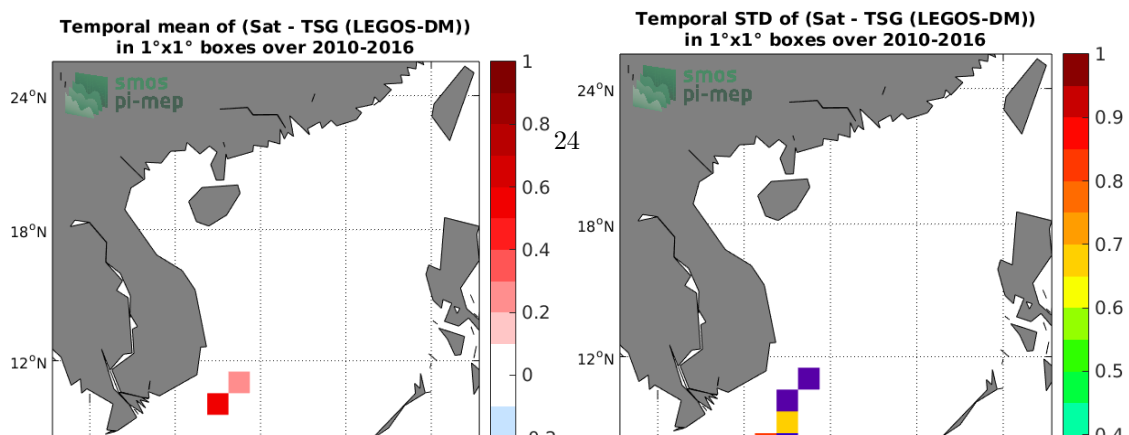 Temporal mean of (Sat - TSG (LEGOS-DM))
in 1°x1° boxes over 2010-2016
smos
pi-mep
24°N
18°N
12°N
1
0.8
0.6
0.4
0.2
0
24
Temporal STD of (Sat - TSG (LEGOS-DM))
in 1°x1° boxes over 2010-2016
smos
pi-mep
24°N
18°N
12°N
1
0.9
0.8
0.7
0.6
0.5